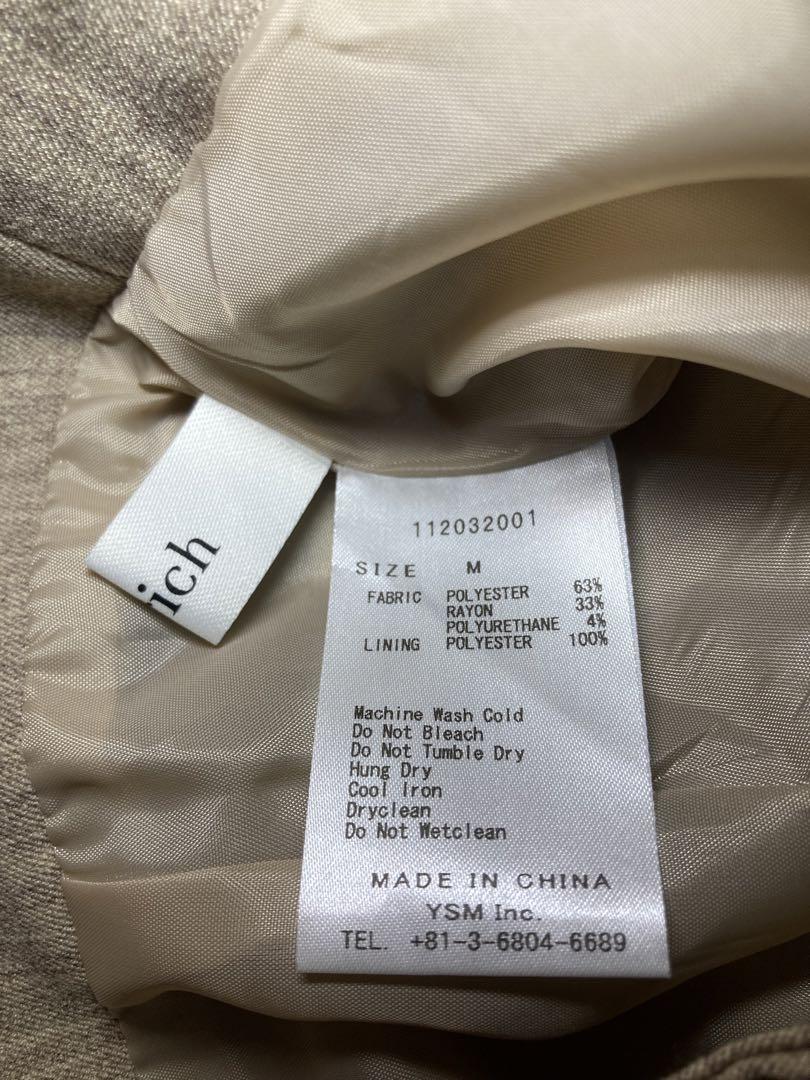 ich
112032001
SIZE M
FABRIC POLYESTER 63%
RAYON 33%
POLYURETHANE 4%
LINING POLYESTER 100%
Machine Wash Cold
Do Not Bleach
Do Not Tumble Dry
Hung Dry
Cool Iron
Dryclean
Do Not Wetclean
MADE IN CHINA
YSM Inc.
TEL. +81-3-6804-6689